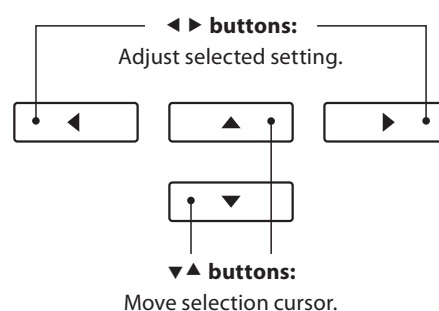 ◀ ▶ buttons:
Adjust selected setting.
▼▲ buttons:
Move selection cursor.